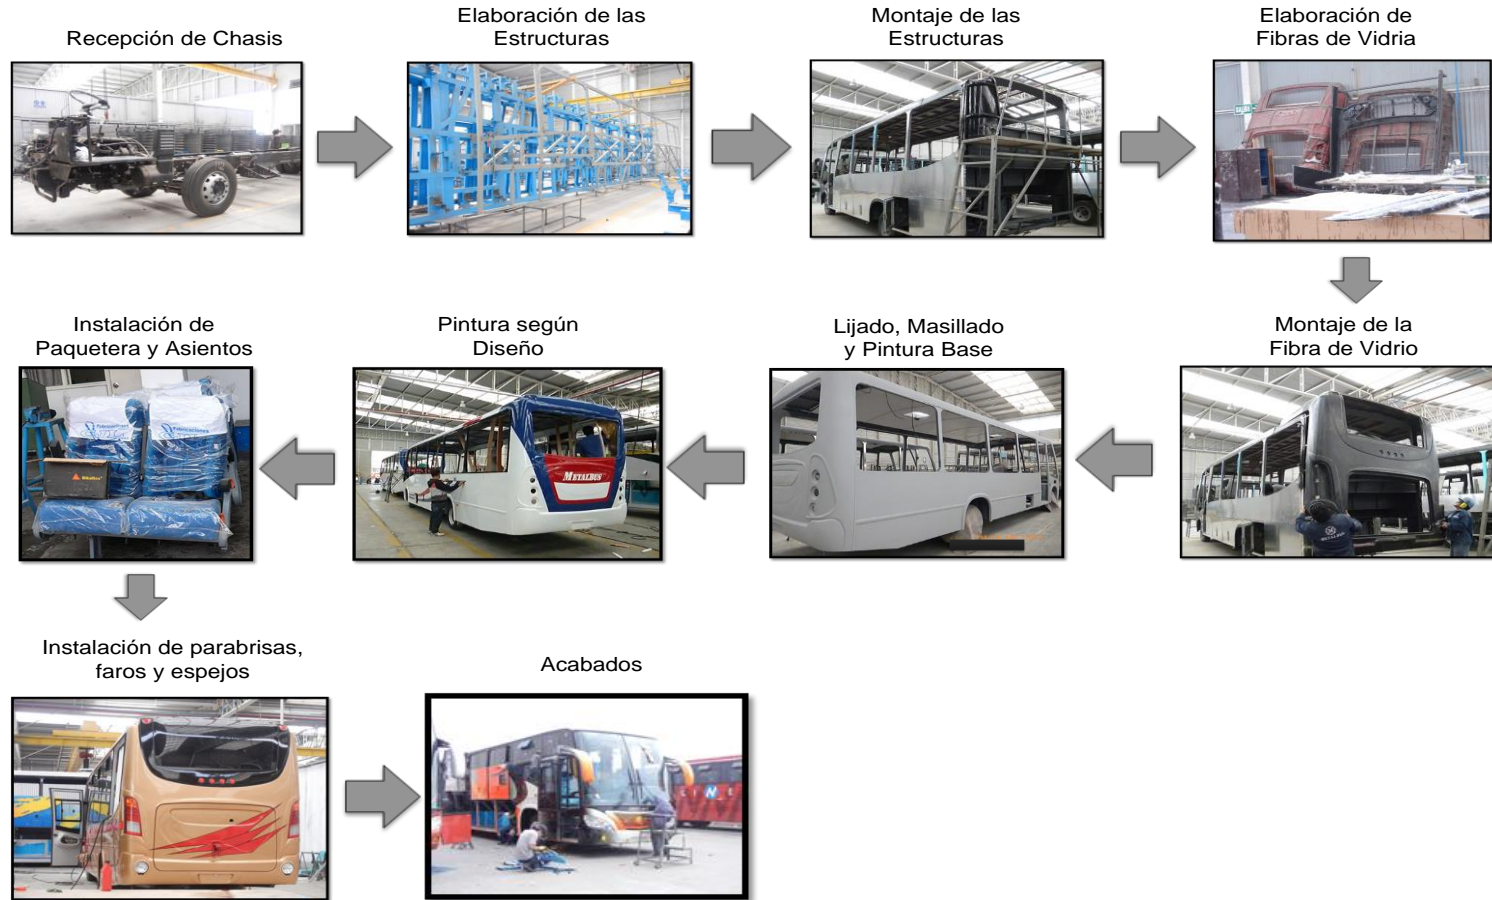 Recepción de Chasis
Elaboración de las
Estructuras
Montaje de las
Estructuras
Elaboración de
Fibras de Vidria
SALIDA
Montaje de la
Fibra de Vidrio
Lijado, Masillado
y Pintura Base
Pintura según
Diseño
METALBUS
Instalación de
Paquetera y Asientos
Instalación de parabrisas,
faros y espejos
Acabados